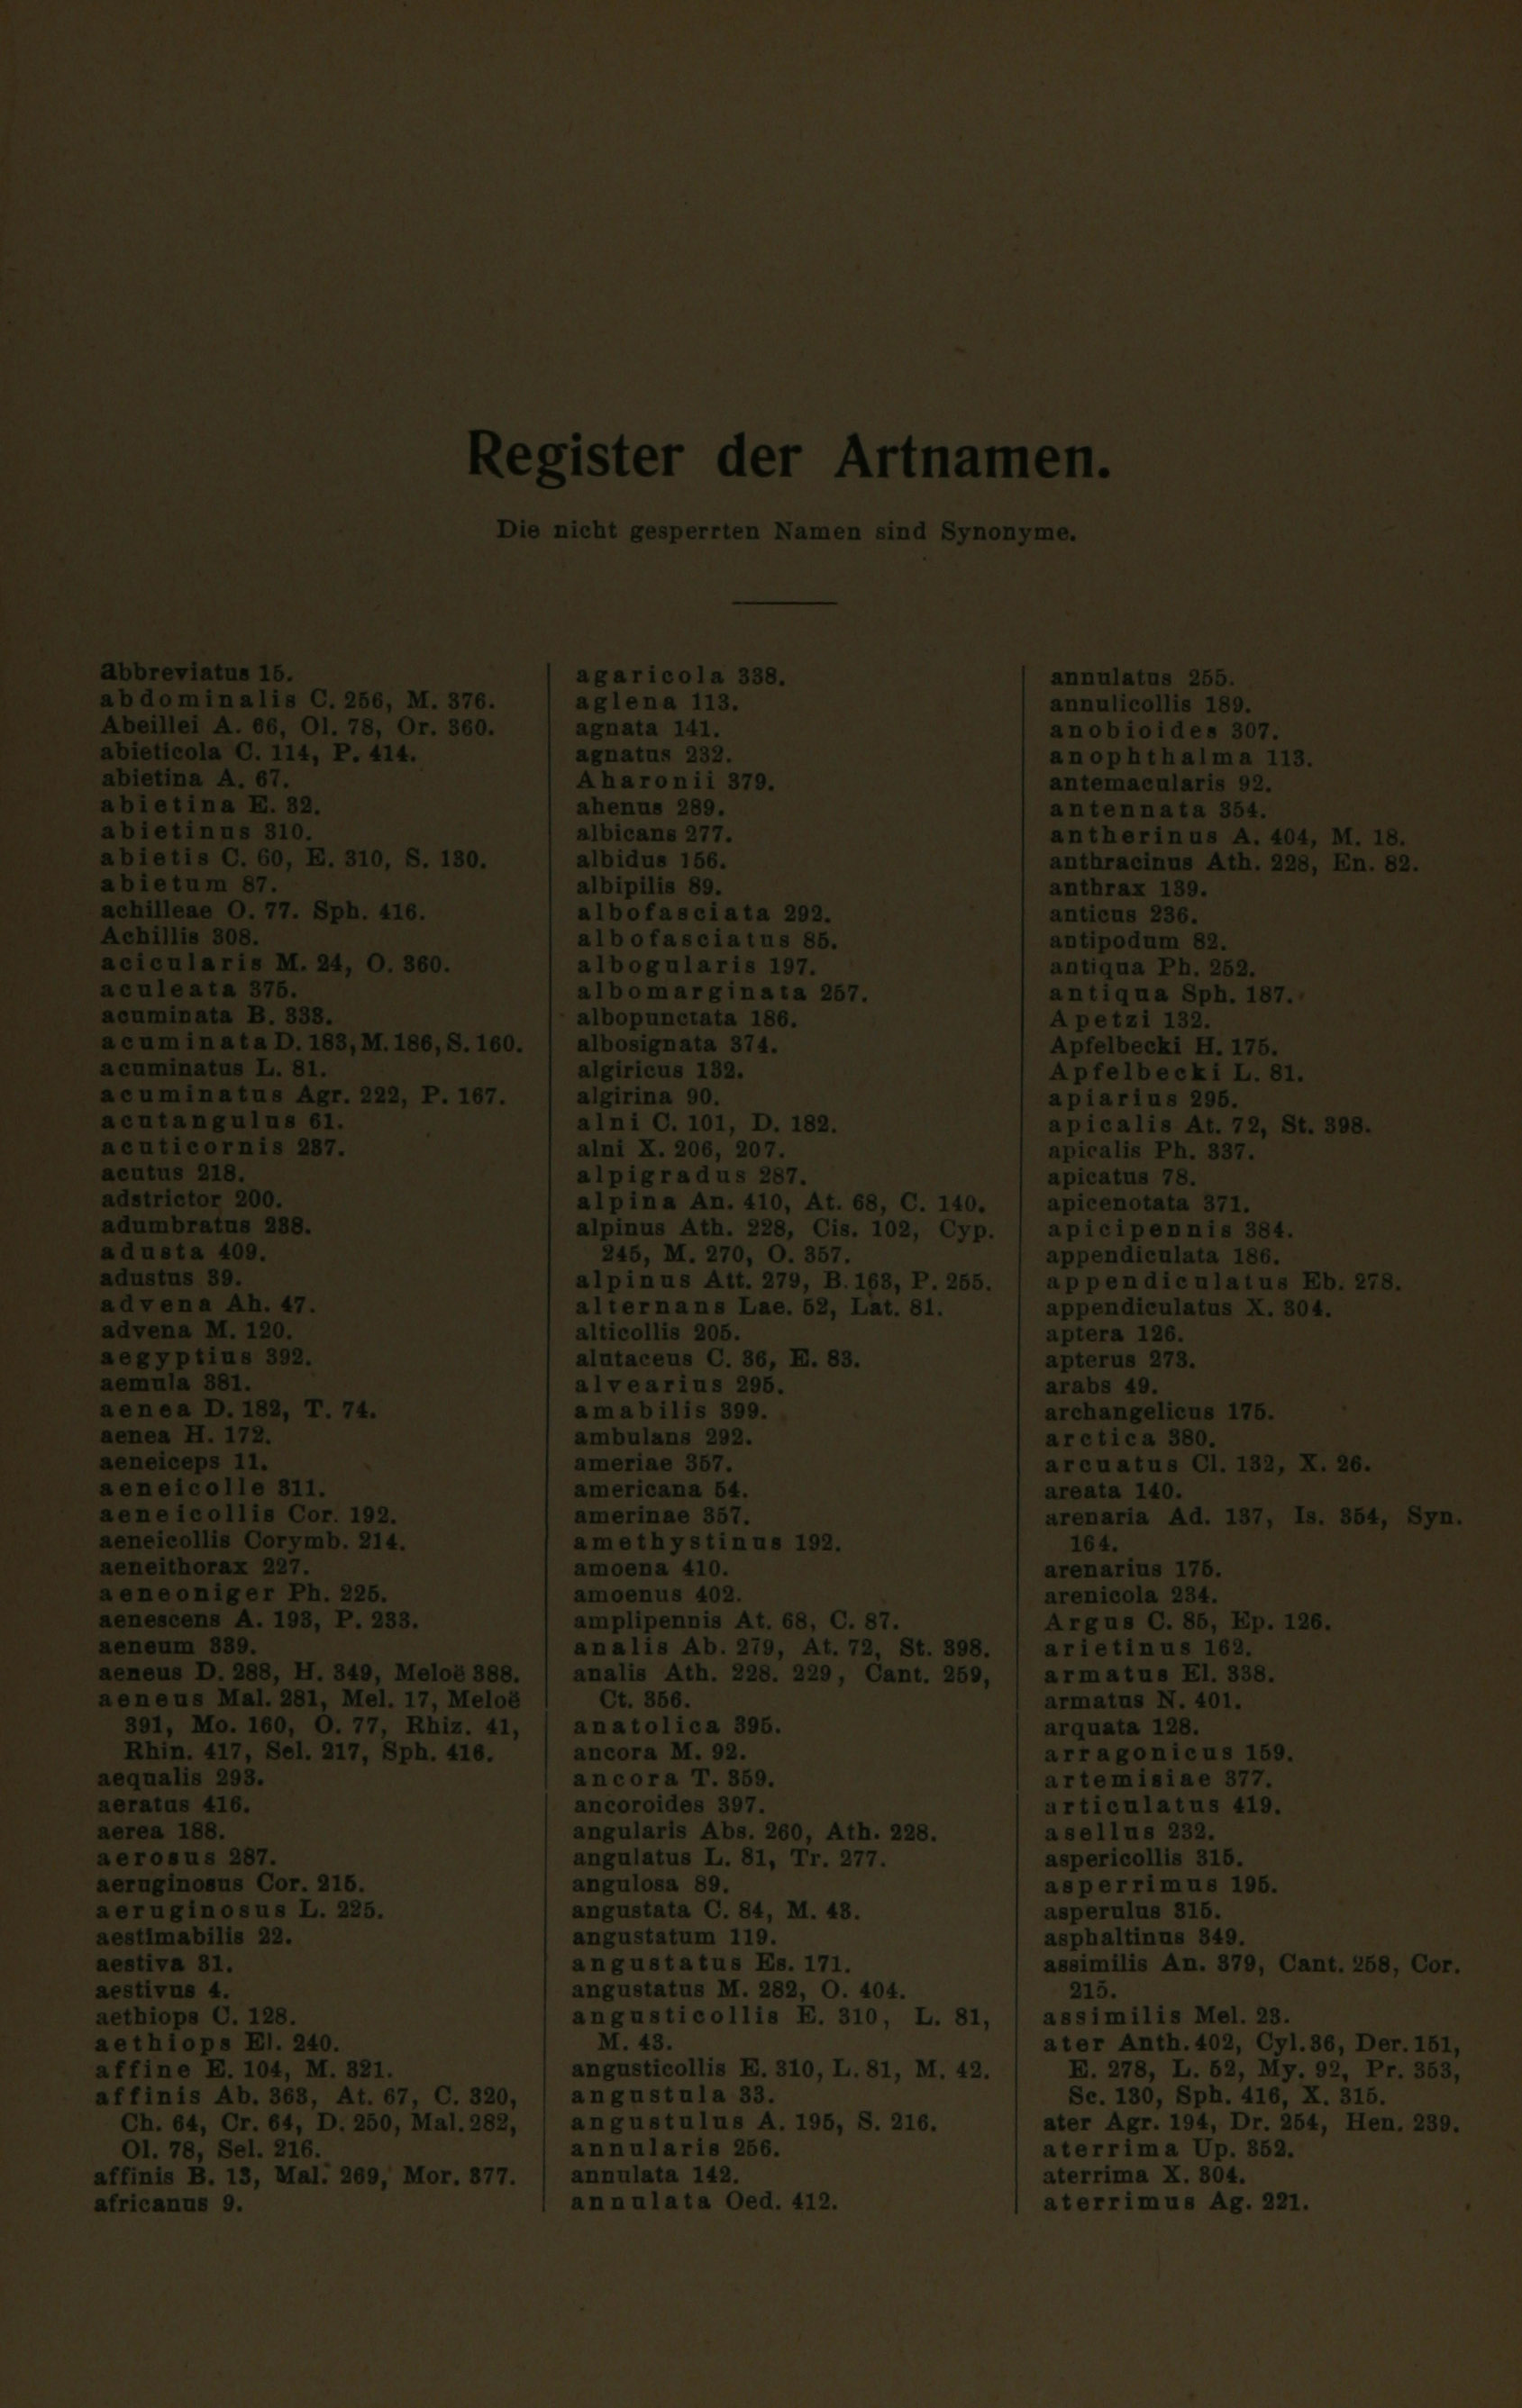 Register der Artnamen.
Die nicht gesperrten Namen sind Synonyme.
abbreviatus 15.
abdominalis C. 256, M. 376.
Abeillei A. 66, Ol. 78, Or. 360.
abieticola C. 114, P. 414.
abietina A. 67.
abietina E. 32.
abietinus 310.
abietis C. 60, E. 310, S. 130.
abietum 87.
achilleae O. 77. Sph. 416.
Achillis 308.
acicularis M. 24, O. 360.
aculeata 375.
acuminata B. 333.
acuminata D. 183, M. 186, S. 160.
acuminatus L. 81.
acuminatus Agr. 222, P. 167.
acutangulus 61.
acuticornis 237.
acutus 218.
adstrictor 200.
adumbratus 238.
adusta 409.
adustus 39.
advena Ah. 47.
advena M. 120.
aegyptius 392.
aemula 381.
aenea D. 182, T. 74.
aenea H. 172.
aeneiceps 11.
aeneicolle 311.
aeneicollis Cor. 192.
aeneicollis Corymb. 214.
aeneithorax 227.
aeneoniger Ph. 225.
aenescens A. 193, P. 233.
aeneum 339.
aeneus D. 288, H. 349, Meloë 388.
aeneus Mal. 281, Mel. 17, Meloë
391, Mo. 160, O. 77, Rhiz. 41,
Rhin. 417, Sel. 217, Sph. 416.
aequalis 293.
aeratus 416.
aerea 188.
aerosus 287.
aeruginosus Cor. 215.
aeruginosus L. 225.
aestimabilis 22.
aestiva 31.
aestivus 4.
aethiops C. 128.
aethiops El. 240.
affine E. 104, M. 321.
affinis Ab. 363, At. 67, C. 320,
Ch. 64, Cr. 64, D. 250, Mal. 282,
Ol. 78, Sel. 216.
affinis B. 13, Mal. 269, Mor. 377.
africanus 9.
agaricola 338.
aglena 113.
agnata 141.
agnatus 232.
Aharonii 379.
ahenus 289.
albicans 277.
albidus 156.
albipilis 89.
albofasciata 292.
albofasciatus 85.
albogularis 197.
albomarginata 257.
albopunctata 186.
albosignata 374.
algiricus 132.
algirina 90.
alni C. 101, D. 182.
alni X. 206, 207.
alpigradus 287.
alpina An. 410, At. 68, C. 140.
alpinus Ath. 228, Cis. 102, Cyp.
245, M. 270, O. 357.
alpinus Att. 279, B. 163, P. 255.
alternans Lae. 52, Lat. 81.
alticollis 205.
alutaceus C. 36, E. 83.
alvearius 295.
amabilis 399.
ambulans 292.
ameriae 357.
americana 54.
amerinae 357.
amethystinus 192.
amoena 410.
amoenus 402.
amplipennis At. 68, C. 87.
analis Ab. 279, At. 72, St. 398.
analis Ath. 228. 229, Cant. 259,
Ct. 356.
anatolica 395.
ancora M. 92.
ancora T. 359.
ancoroides 397.
angularis Abs. 260, Ath. 228.
angulatus L. 81, Tr. 277.
angulosa 89.
angustata C. 84, M. 43.
angustatum 119.
angustatus Es. 171.
angustatus M. 282, O. 404.
angusticollis E. 310, L. 81,
M. 43.
angusticollis E. 310, L. 81, M. 42.
angustula 33.
angustulus A. 195, S. 216.
annularis 256.
annulata 142.
annulata Oed. 412.
annulatus 255.
annulicollis 189.
anobioides 307.
anophthalma 113.
antemacularis 92.
antennata 354.
antherinus A. 404, M. 18.
anthracinus Ath. 228, En. 82.
anthrax 139.
anticus 236.
antipodum 82.
antiqua Ph. 252.
antiqua Sph. 187.
Apetzi 132.
Apfelbecki H. 175.
Apfelbecki L. 81.
apiarius 295.
apicalis At. 72, St. 398.
apicalis Ph. 337.
apicatus 78.
apicenotata 371.
apicipennis 384.
appendiculata 186.
appendiculatus Eb. 278.
appendiculatus X. 304.
aptera 126.
apterus 273.
arabs 49.
archangelicus 175.
arctica 380.
arcuatus Cl. 132, X. 26.
areata 140.
arenaria Ad. 137, Is. 354, Syn.
164.
arenarius 175.
arenicola 234.
Argus C. 85, Ep. 126.
arietinus 162.
armatus El. 338.
armatus N. 401.
arquata 128.
arragonicus 159.
artemisiae 377.
articulatus 419.
asellus 232.
aspericollis 315.
asperrimus 195.
asperulus 315.
asphaltinus 349.
assimilis An. 379, Cant. 258, Cor.
215.
assimilis Mel. 23.
ater Anth. 402, Cyl. 36, Der. 151,
E. 278, L. 52, My. 92, Pr. 353,
Sc. 130, Sph. 416, X. 315.
ater Agr. 194, Dr. 254, Hen. 239.
aterrima Up. 352.
aterrima X. 304.
aterrimus Ag. 221.